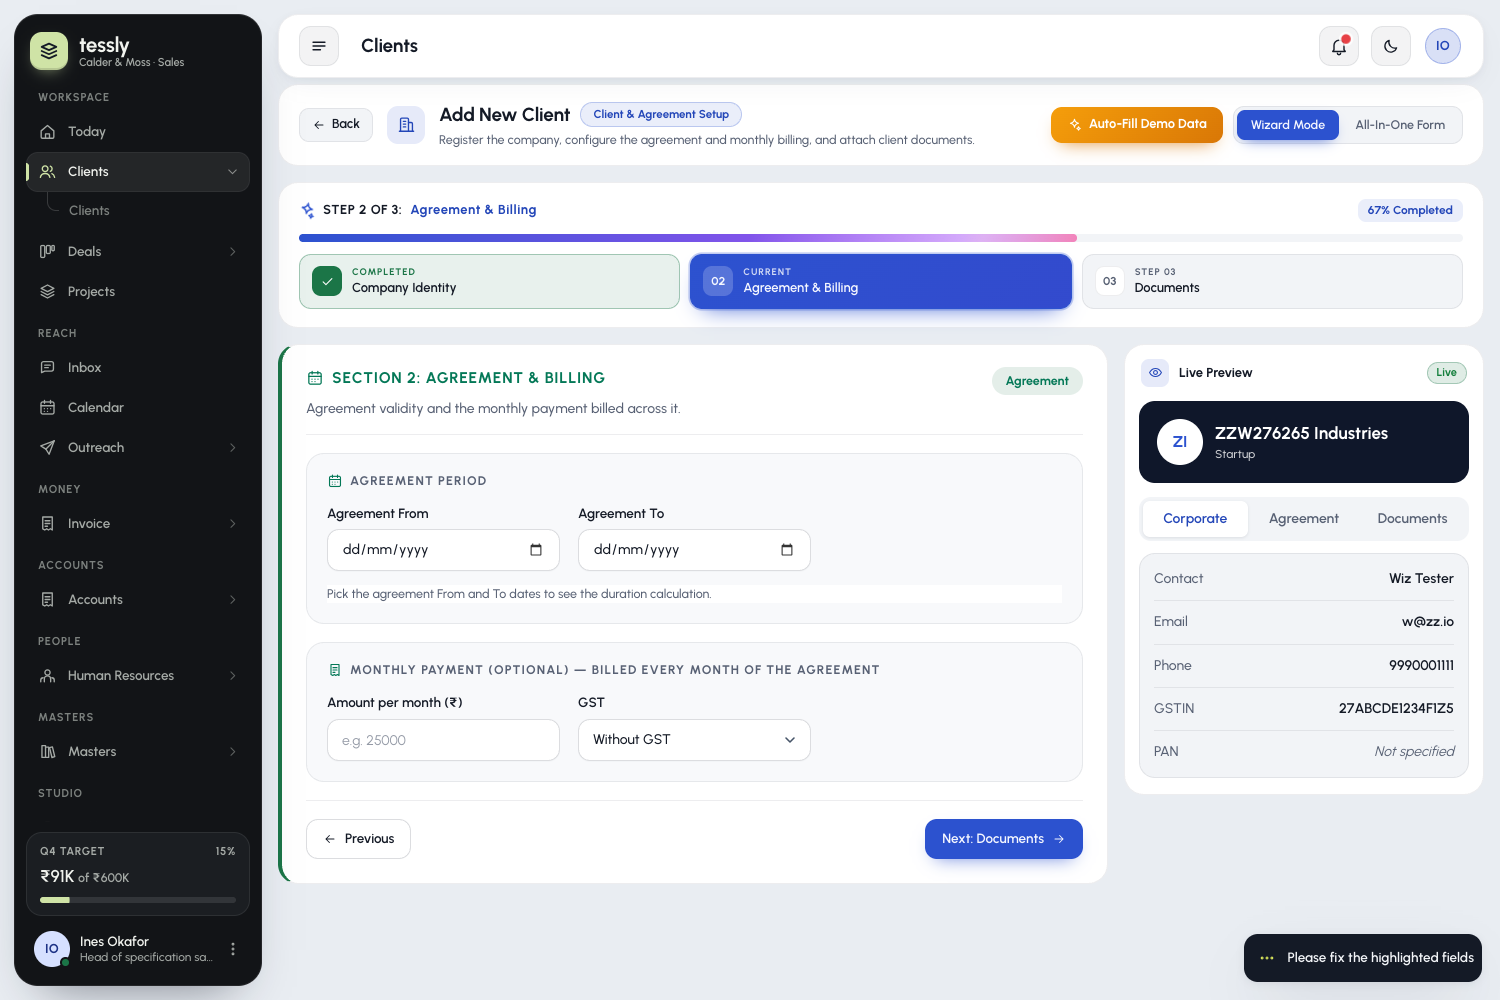 tessly
Calder & Moss · Sales
WORKSPACE
Today
Clients
Clients
Deals
Projects
REACH
Inbox
Calendar
Outreach
MONEY
Invoice
ACCOUNTS
Accounts
PEOPLE
Human Resources
MASTERS
Masters
STUDIO
Q4 TARGET 15%
₹91K of ₹600K
IO
Ines Okafor
Head of specification sa...
Clients
IO
Back
Add New Client
Client & Agreement Setup
Register the company, configure the agreement and monthly billing, and attach client documents.
Auto-Fill Demo Data
Wizard Mode
All-In-One Form
STEP 2 OF 3: Agreement & Billing
67% Completed
COMPLETED
Company Identity
02
CURRENT
Agreement & Billing
03
STEP 03
Documents
SECTION 2: AGREEMENT & BILLING
Agreement
Agreement validity and the monthly payment billed across it.
AGREEMENT PERIOD
Agreement From
Agreement To
dd/mm/yyyy
dd/mm/yyyy
Pick the agreement From and To dates to see the duration calculation.
MONTHLY PAYMENT (OPTIONAL) — BILLED EVERY MONTH OF THE AGREEMENT
Amount per month (₹)
GST
e.g. 25000
Without GST
Previous
Next: Documents
Live Preview
Live
ZI
ZZW276265 Industries
Startup
Corporate
Agreement
Documents
Contact Wiz Tester
Email w@zz.io
Phone 9990001111
GSTIN 27ABCDE1234F1Z5
PAN Not specified
Please fix the highlighted fields